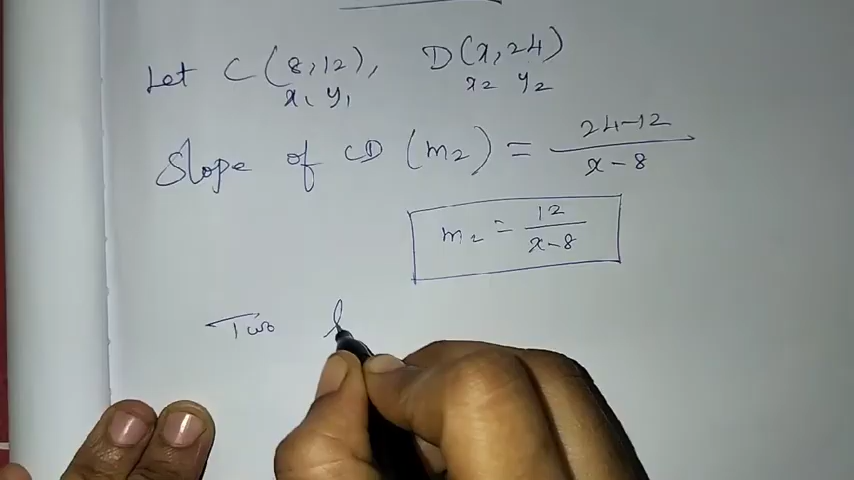 Let C (8,12), D(x,24)
x₁ y₁ x₂ y₂
Slope of CD (m₂) = 24-12 / x-8
m₂ = 12 / x-8
Two l